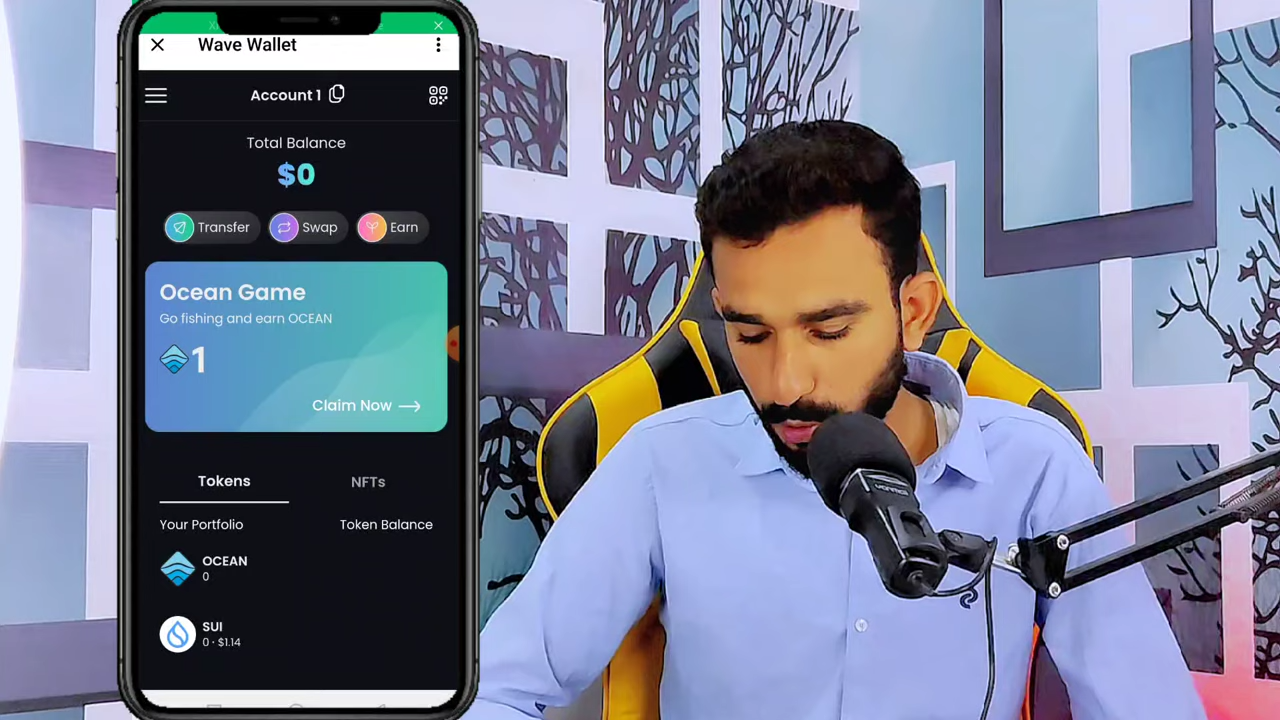 Wave Wallet
Account 1
Total Balance
$0
Transfer
Swap
Earn
Ocean Game
Go fishing and earn OCEAN
1
Claim Now
Tokens
NFTs
Your Portfolio
Token Balance
OCEAN
0
SUI
0 · $1.14